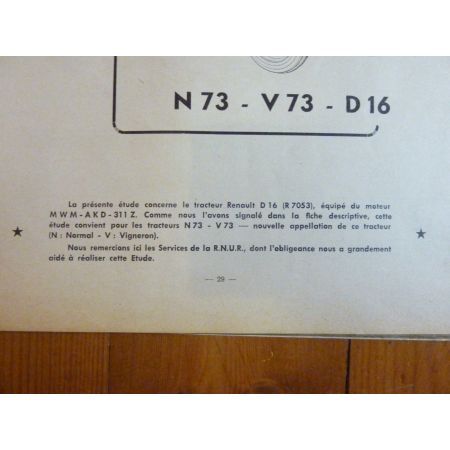 N 73 - V 73 - D 16
La présente étude concerne le tracteur Renault D 16 (R 7053), équipé du moteur
M W M - A K D - 311 Z. Comme nous l'avons signalé dans la fiche descriptive, cette
étude convient pour les tracteurs N 73 - V 73 — nouvelle appellation de ce tracteur
(N : Normal - V : Vigneron).
Nous remercions ici les Services de la R.N.U.R., dont l'obligeance nous a grandement
aidé à réaliser cette Etude.
— 29 —